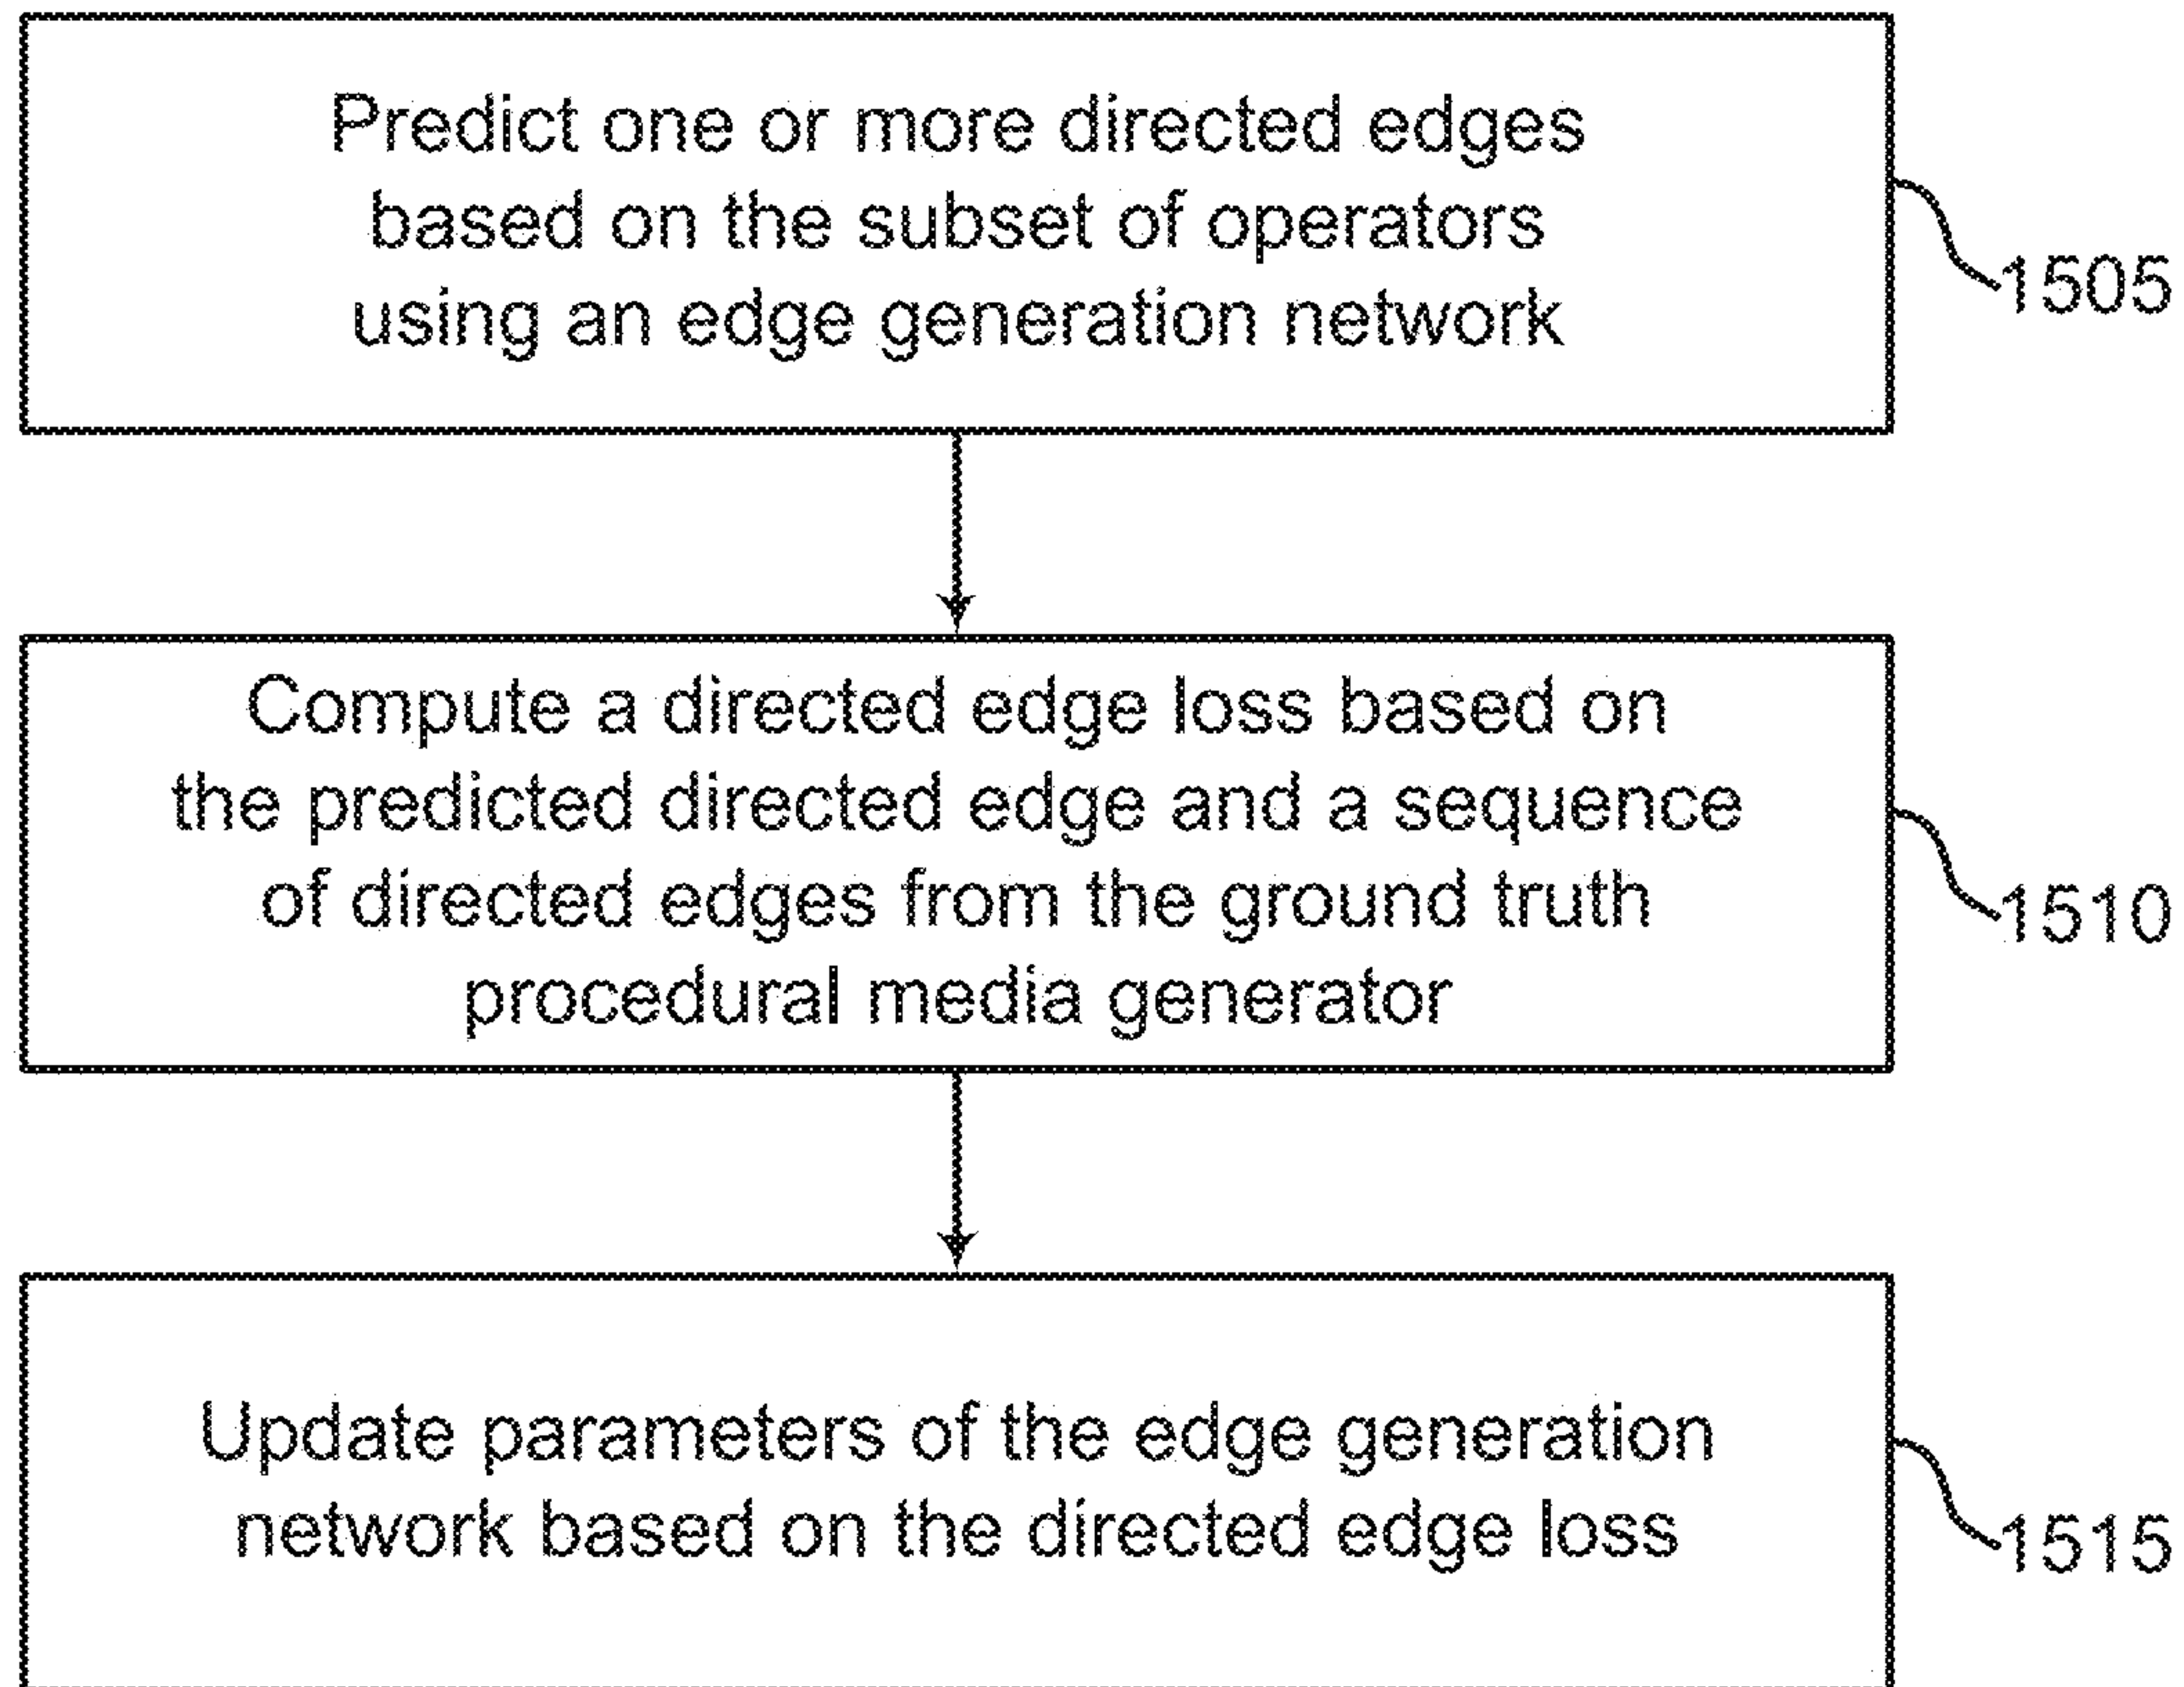 Predict one or more directed edges
based on the subset of operators
using an edge generation network
1505
Compute a directed edge loss based on
the predicted directed edge and a sequence
of directed edges from the ground truth
procedural media generator
1510
Update parameters of the edge generation
network based on the directed edge loss
1515